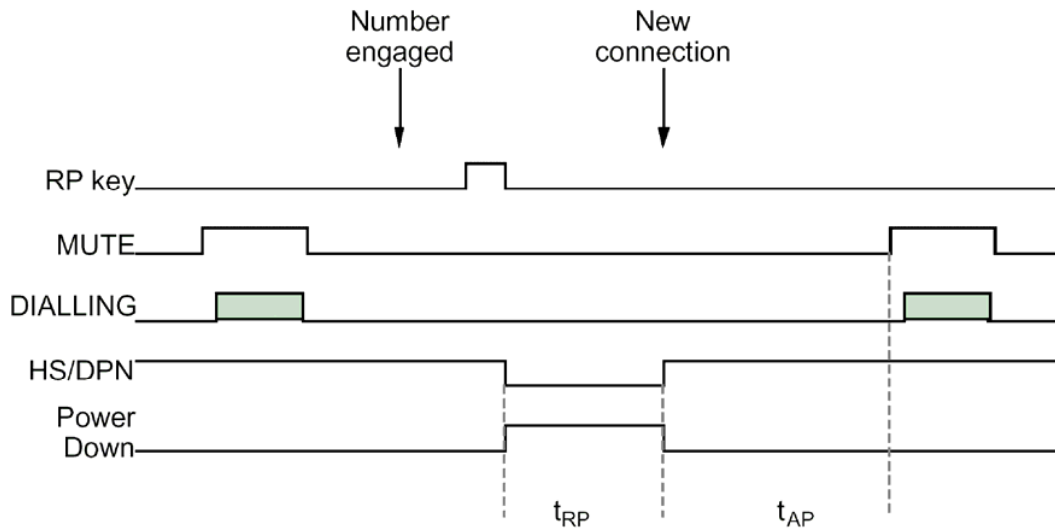 Number
engaged
New
connection
RP key
MUTE
DIALLING
HS/DPN
Power
Down
tRP
tAP